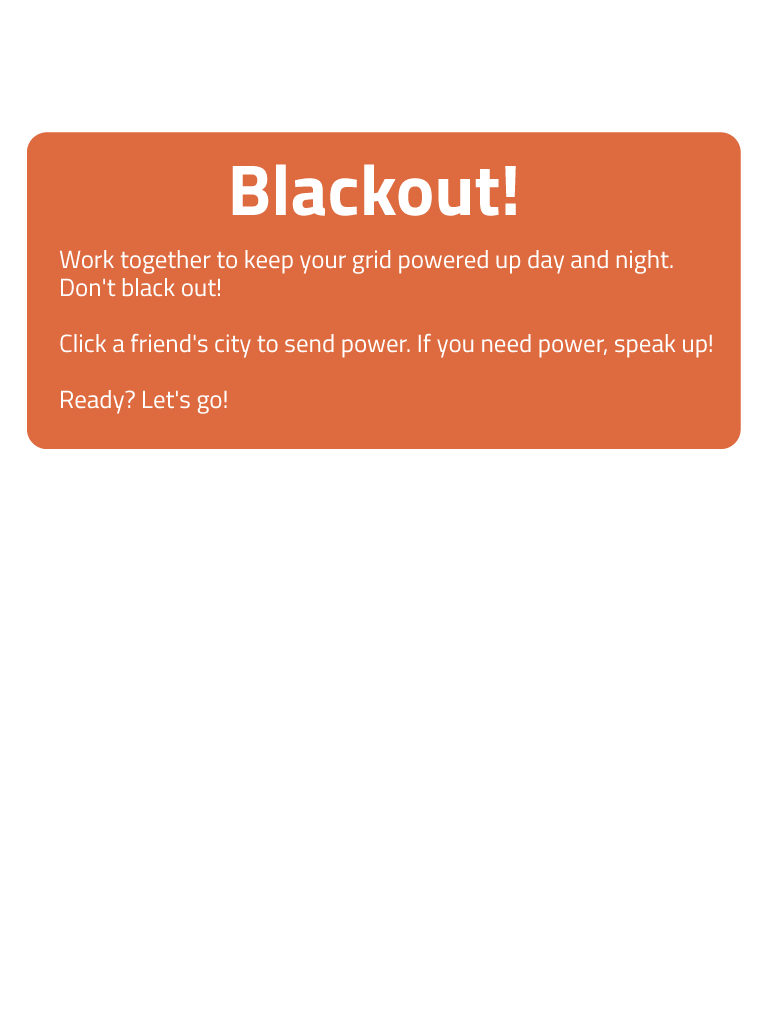 Blackout!
Work together to keep your grid powered up day and night.
Don't black out!
Click a friend's city to send power. If you need power, speak up!
Ready? Let's go!